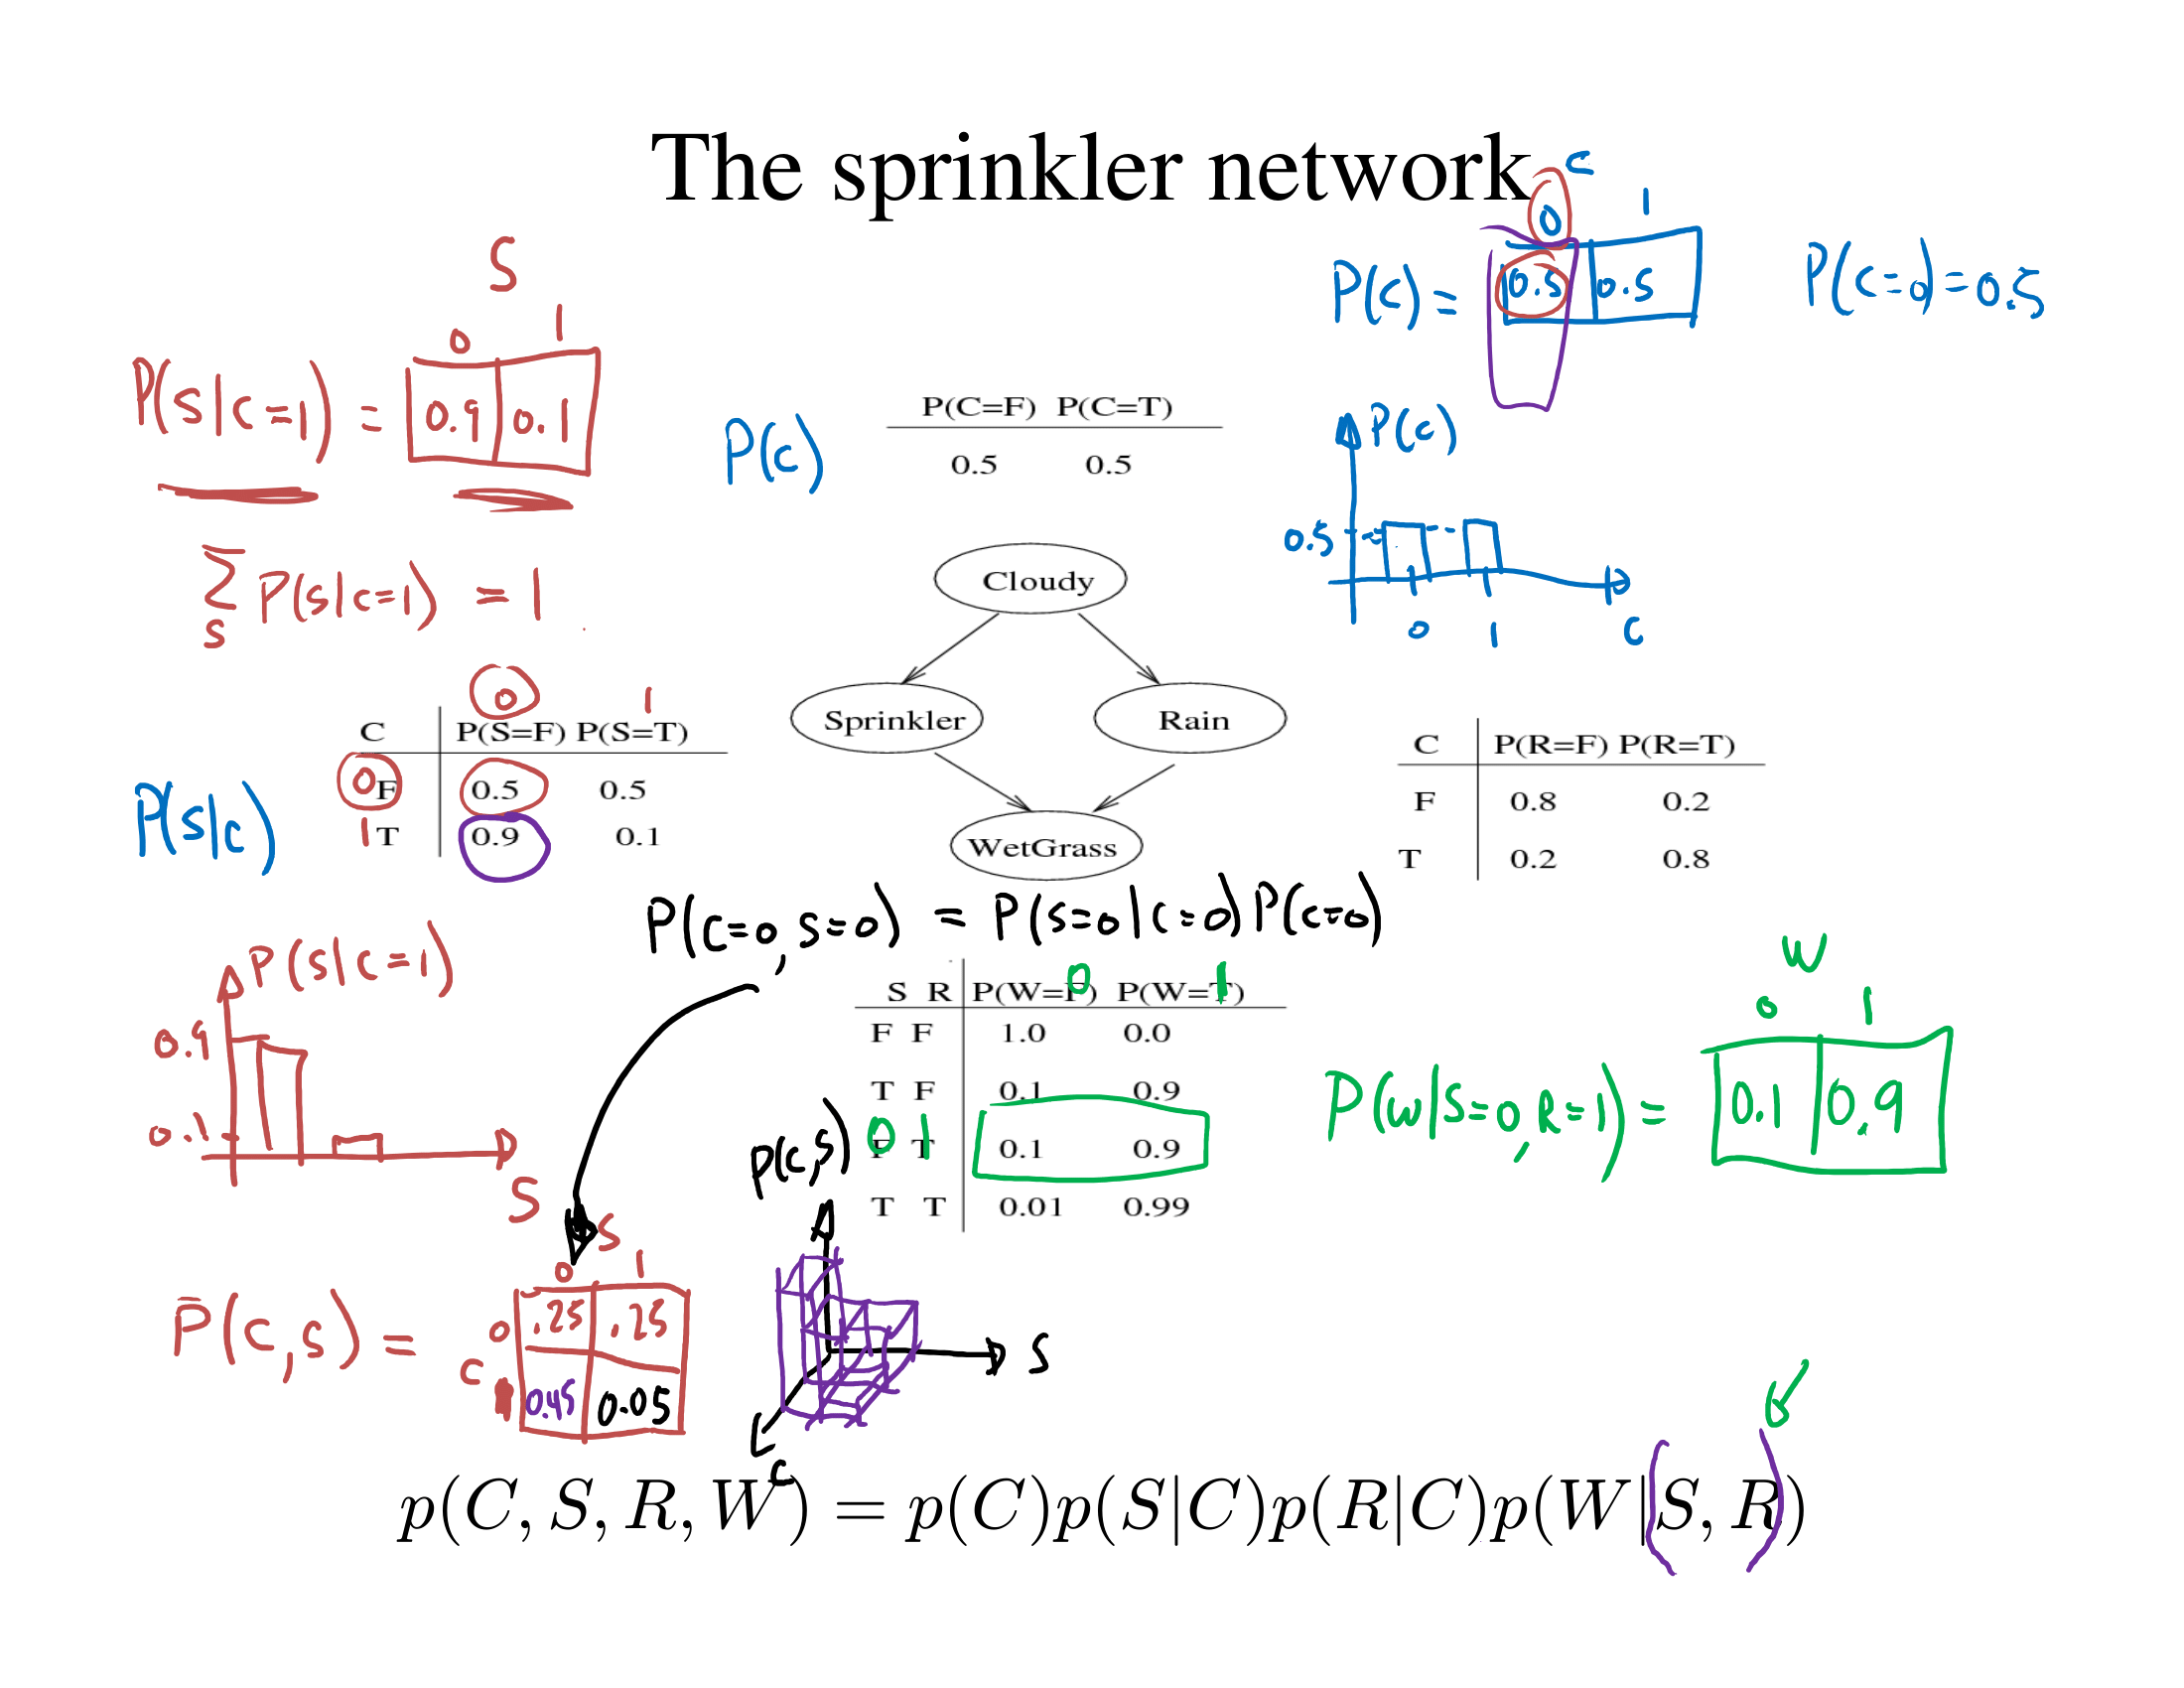 The sprinkler network
C
0 1
P(C) = 0.5 0.5
P(C=0)=0.5
S
0 1
P(S|C=1) = 0.9 0.1
∑ P(S|C=1) = 1
S
P(C)
P(C=F) P(C=T)
0.5 0.5
P(C)
0.5
0 1 C
Cloudy
Sprinkler Rain
WetGrass
0 1
C P(S=F) P(S=T)
0 F 0.5 0.5
1 T 0.9 0.1
P(S|C)
C P(R=F) P(R=T)
F 0.8 0.2
T 0.2 0.8
P(C=0,S=0) = P(S=0|C=0)P(C=0)
P(S|C=1)
0.9
0.1
S
0 1
S R P(W=F) P(W=T)
F F 1.0 0.0
T F 0.1 0.9
0 1
F T 0.1 0.9
T T 0.01 0.99
W
0 1
P(W|S=0,R=1) = 0.1 0.9
S
0 1
P(C,S) =
0 .25 .25
C
1 0.45 0.05
P(C,S)
S
C
p(C, S, R, W) = p(C)p(S|C)p(R|C)p(W|S, R)